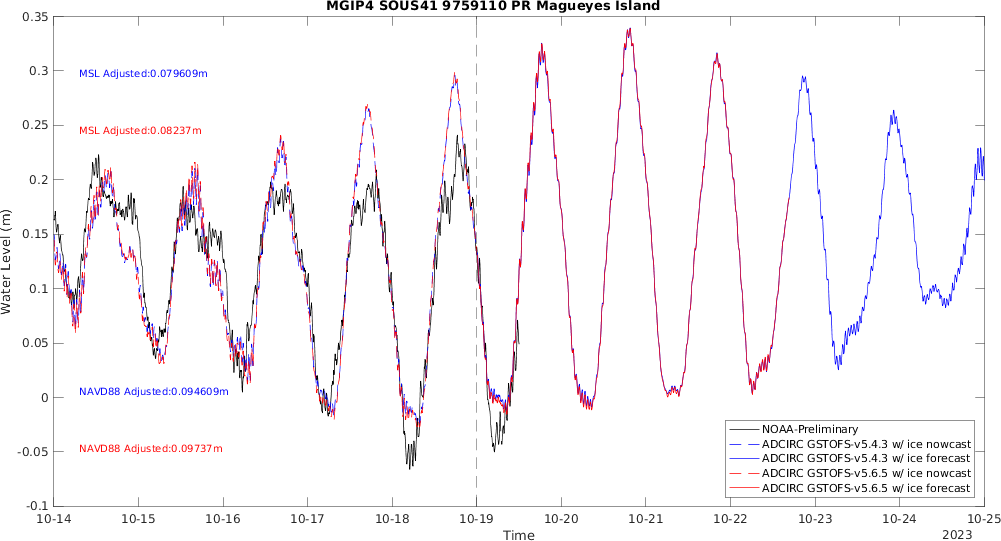 MGIP4 SOUS41 9759110 PR Magueyes Island
0.35
0.3
0.25
0.2
0.15
0.1
0.05
0
-0.05
-0.1
Water Level (m)
MSL Adjusted:0.079609m
MSL Adjusted:0.08237m
NAVD88 Adjusted:0.094609m
NAVD88 Adjusted:0.09737m
NOAA-Preliminary
ADCIRC GSTOFS-v5.4.3 w/ ice nowcast
ADCIRC GSTOFS-v5.4.3 w/ ice forecast
ADCIRC GSTOFS-v5.6.5 w/ ice nowcast
ADCIRC GSTOFS-v5.6.5 w/ ice forecast
10-14 10-15 10-16 10-17 10-18 10-19 10-20 10-21 10-22 10-23 10-24 10-25
Time
2023